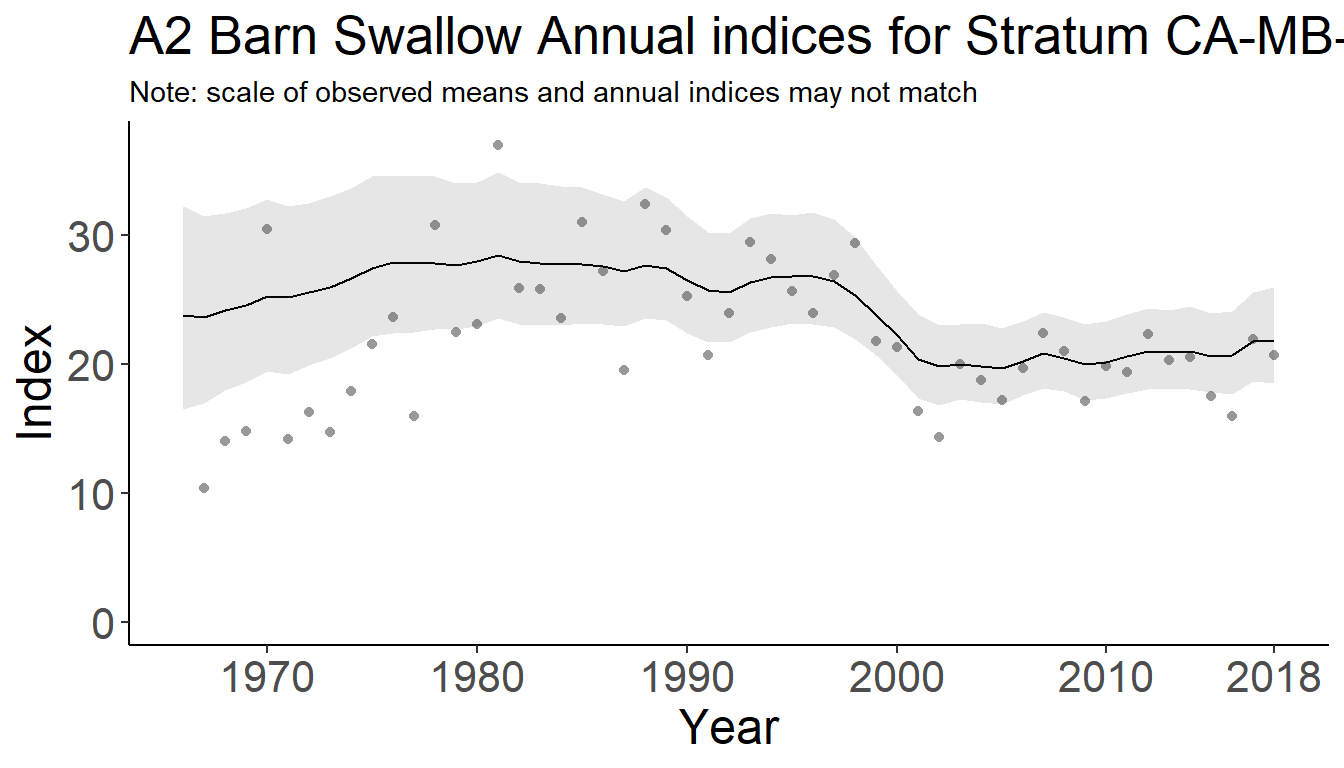 A2 Barn Swallow Annual indices for Stratum CA-MB-
Note: scale of observed means and annual indices may not match
Index
30
20
10
0
1970 1980 1990 2000 2010 2018
Year